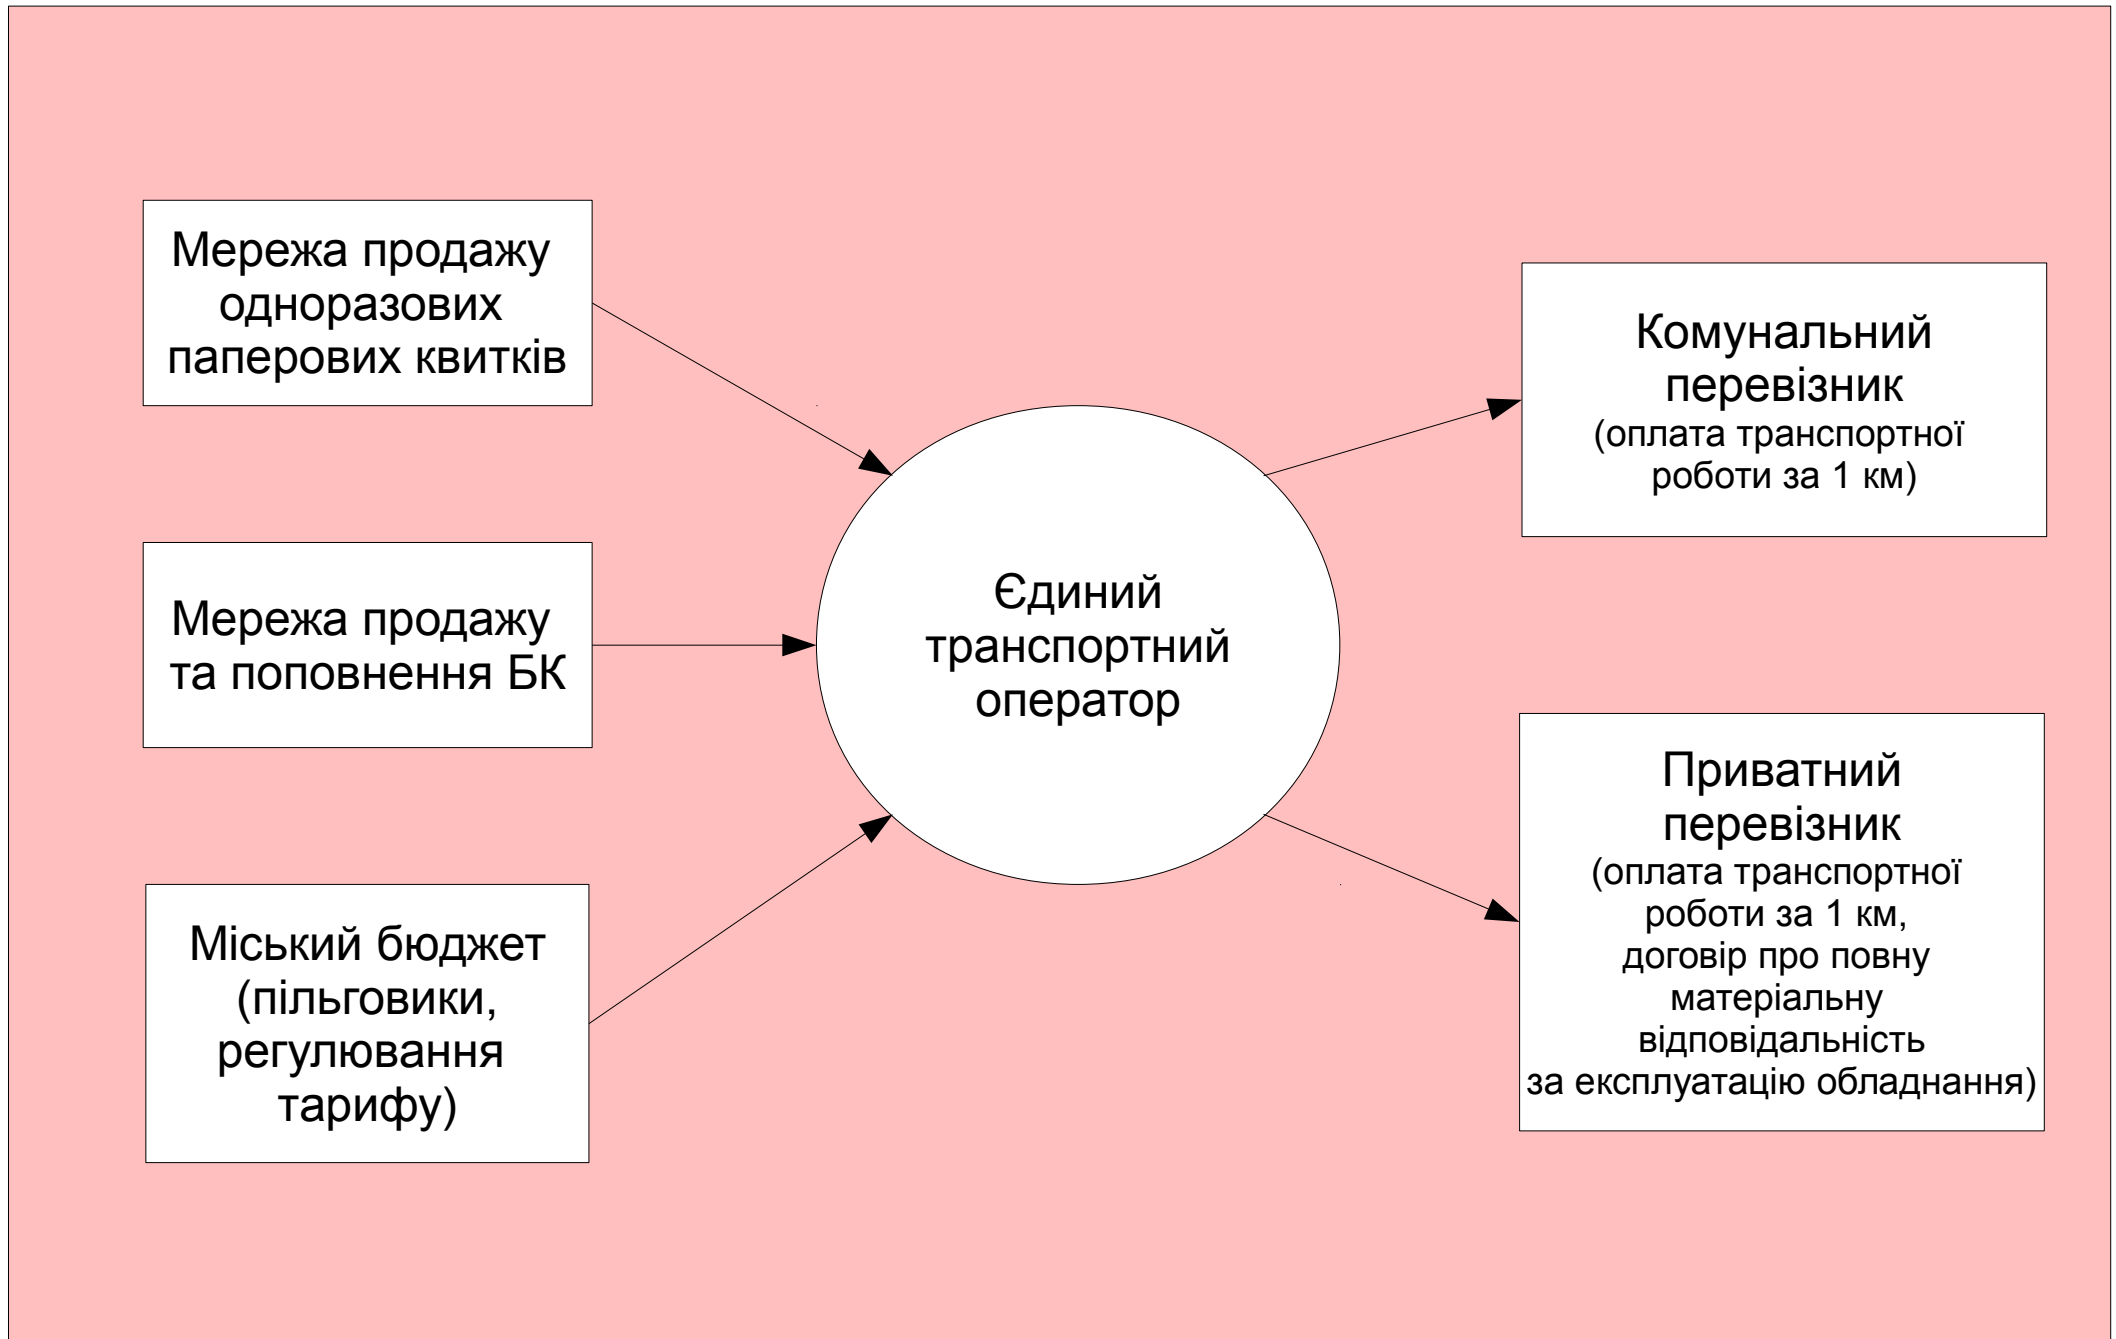 Мережа продажу
одноразових
паперових квитків
Мережа продажу
та поповнення БК
Міський бюджет
(пільговики,
регулювання
тарифу)
Єдиний
транспортний
оператор
Комунальний
перевізник
(оплата транспортної
роботи за 1 км)
Приватний
перевізник
(оплата транспортної
роботи за 1 км,
договір про повну
матеріальну
відповідальність
за експлуатацію обладнання)